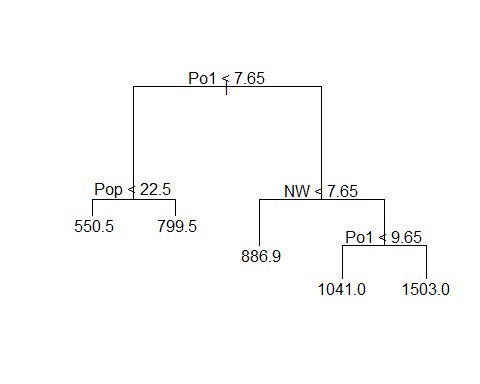 Po1 < 7.65
Pop < 22.5
NW < 7.65
550.5
799.5
Po1 < 9.65
886.9
1041.0
1503.0